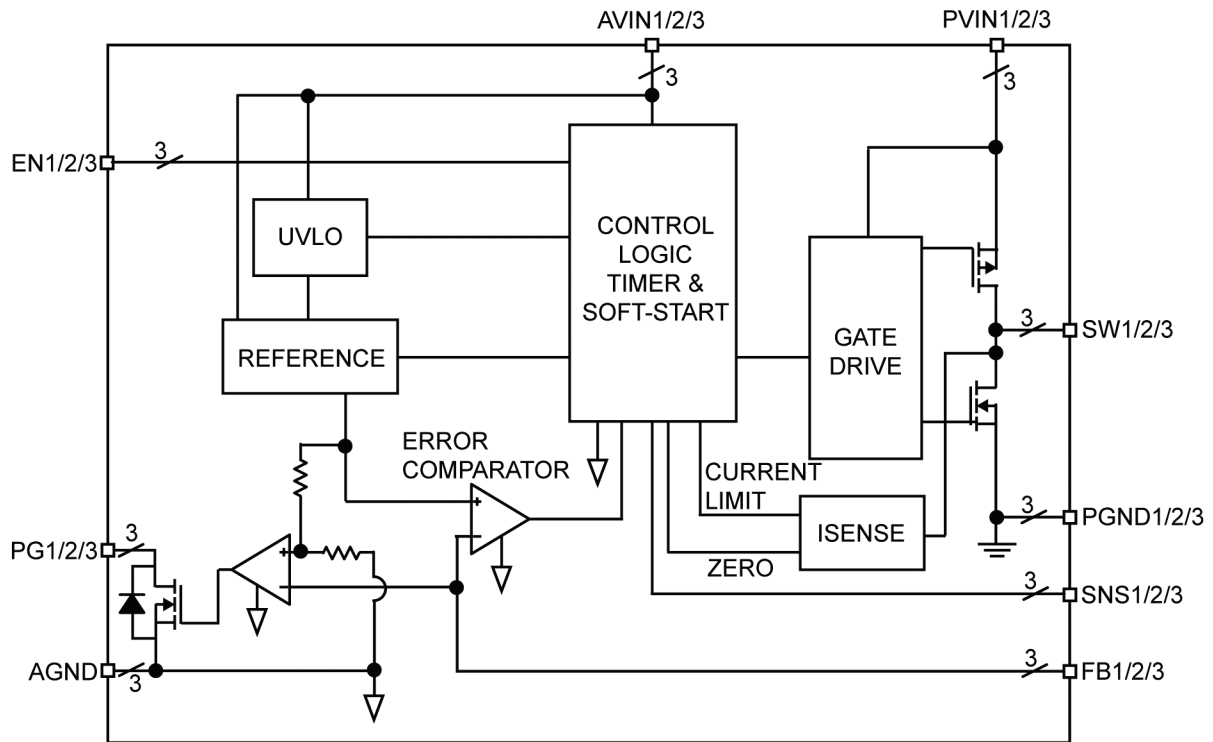 AVIN1/2/3
PVIN1/2/3
3
3
EN1/2/3
3
UVLO
CONTROL
LOGIC
TIMER &
SOFT-START
REFERENCE
GATE
DRIVE
3
SW1/2/3
ERROR
COMPARATOR
+
–
CURRENT
LIMIT
ISENSE
ZERO
3
PGND1/2/3
PG1/2/3
3
+
–
3
SNS1/2/3
AGND
3
3
FB1/2/3